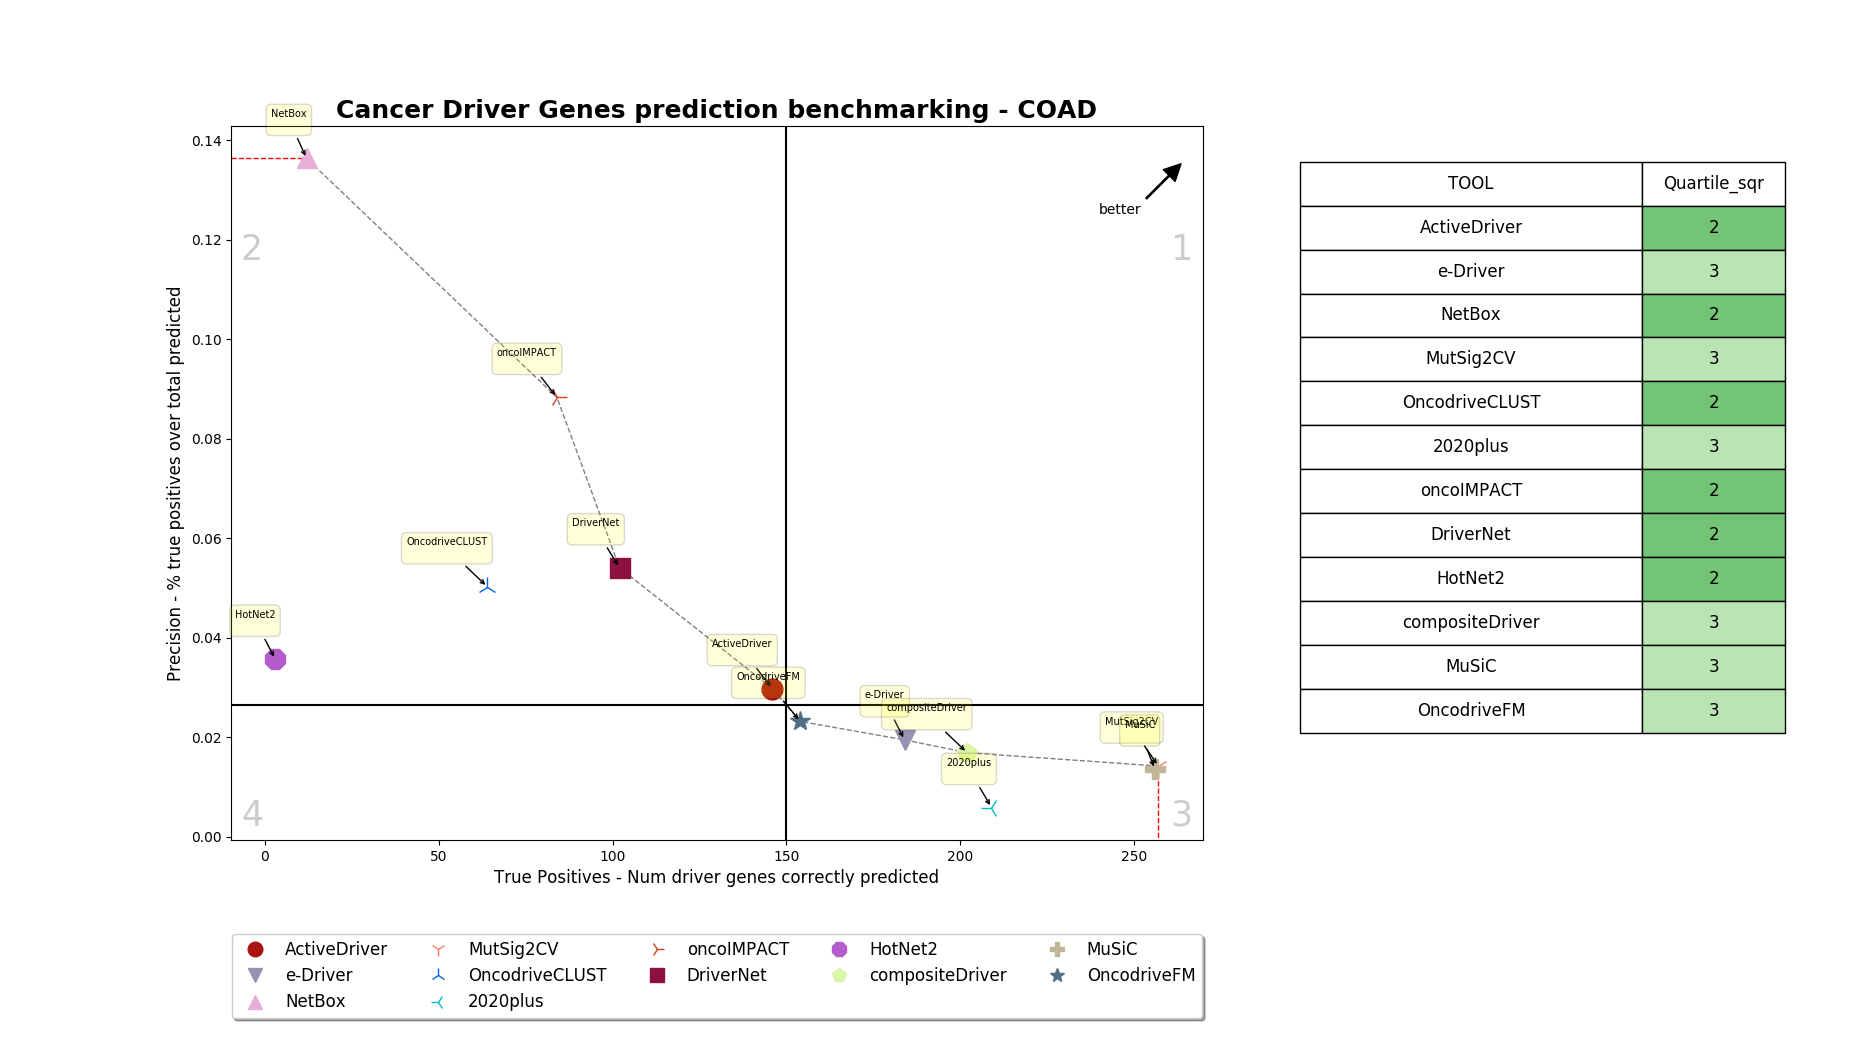 Cancer Driver Genes prediction benchmarking - COAD
NetBox
0.14
better
0.12
2
1
0.10
oncoIMPACT
0.08
Precision - % true positives over total predicted
DriverNet
0.06
OncodriveCLUST
HotNet2
0.04
ActiveDriver
OncodriveFM
e-Driver
compositeDriver
MutSig2CV
MuSiC
0.02
2020plus
4
3
0.00
0 50 100 150 200 250
True Positives - Num driver genes correctly predicted
ActiveDriver MutSig2CV oncoIMPACT HotNet2 MuSiC
e-Driver OncodriveCLUST DriverNet compositeDriver OncodriveFM
NetBox 2020plus
TOOL Quartile_sqr
ActiveDriver 2
e-Driver 3
NetBox 2
MutSig2CV 3
OncodriveCLUST 2
2020plus 3
oncoIMPACT 2
DriverNet 2
HotNet2 2
compositeDriver 3
MuSiC 3
OncodriveFM 3